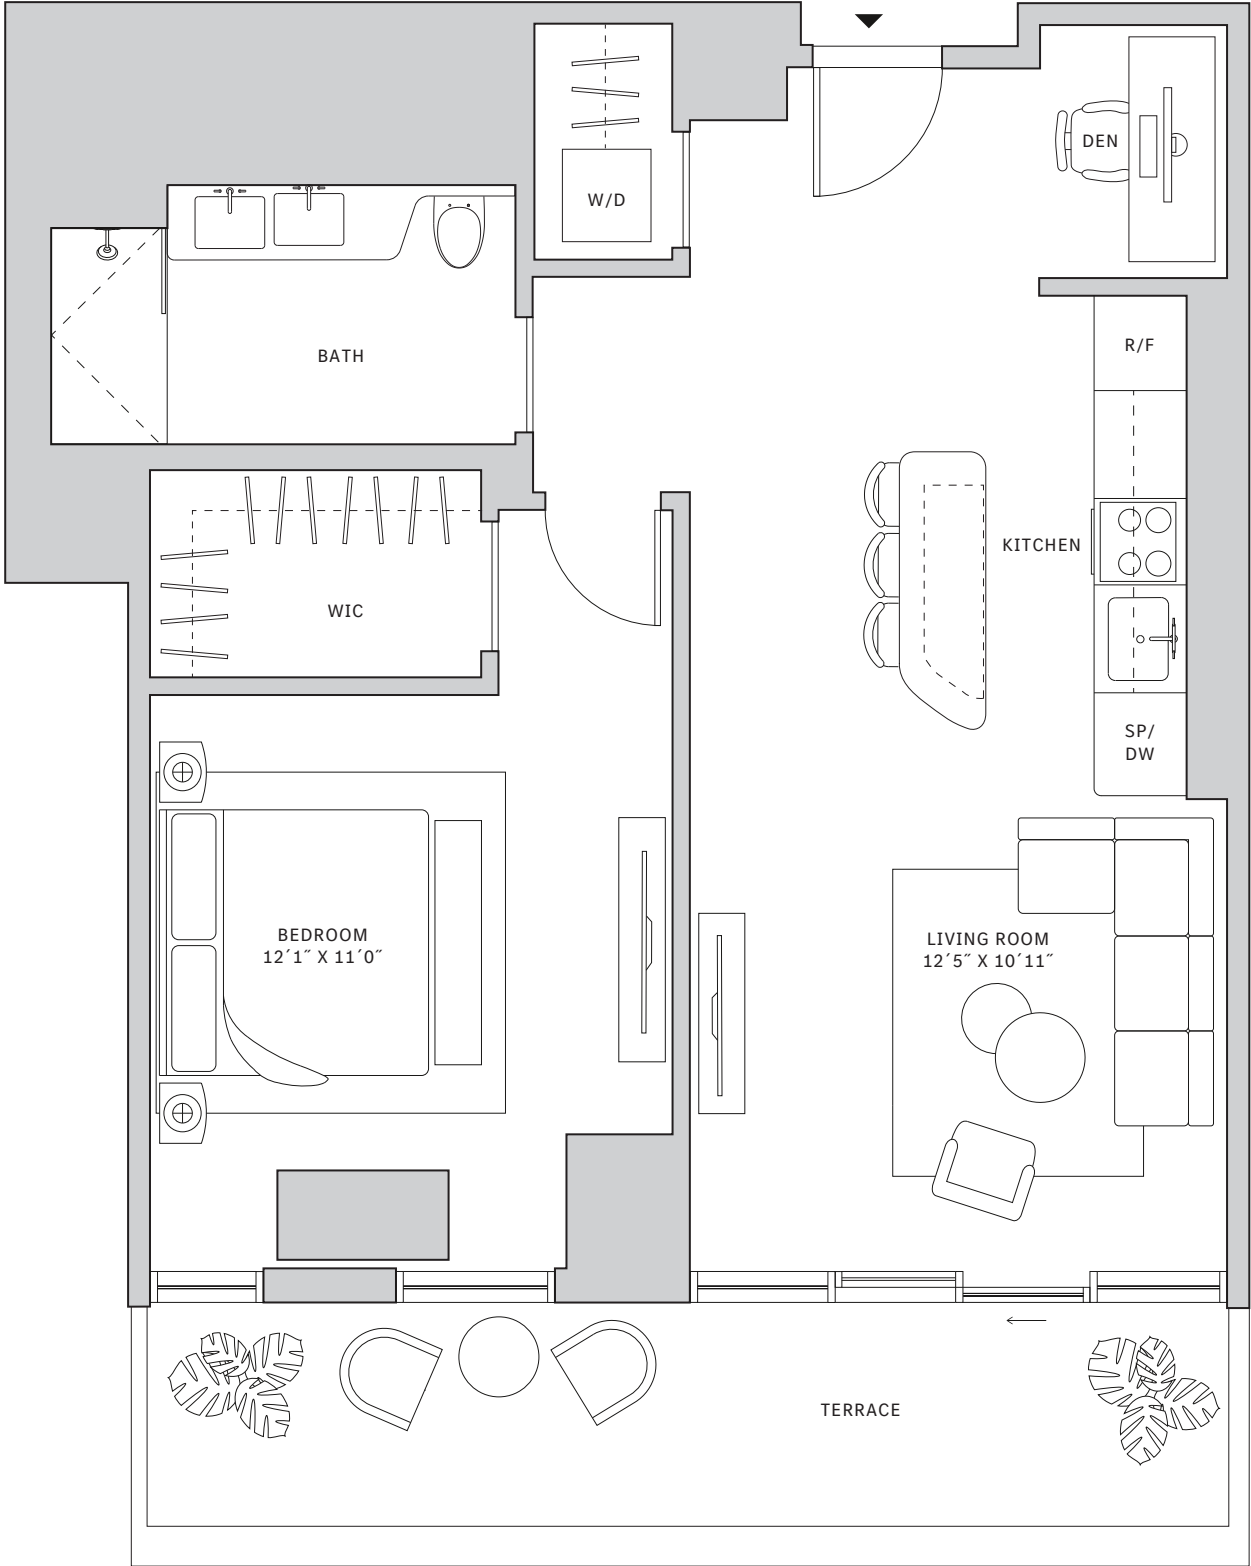 DEN
W/D
R/F
BATH
KITCHEN
WIC
SP/
DW
BEDROOM
12´1˝ X 11´0˝
LIVING ROOM
12´5˝ X 10´11˝
TERRACE